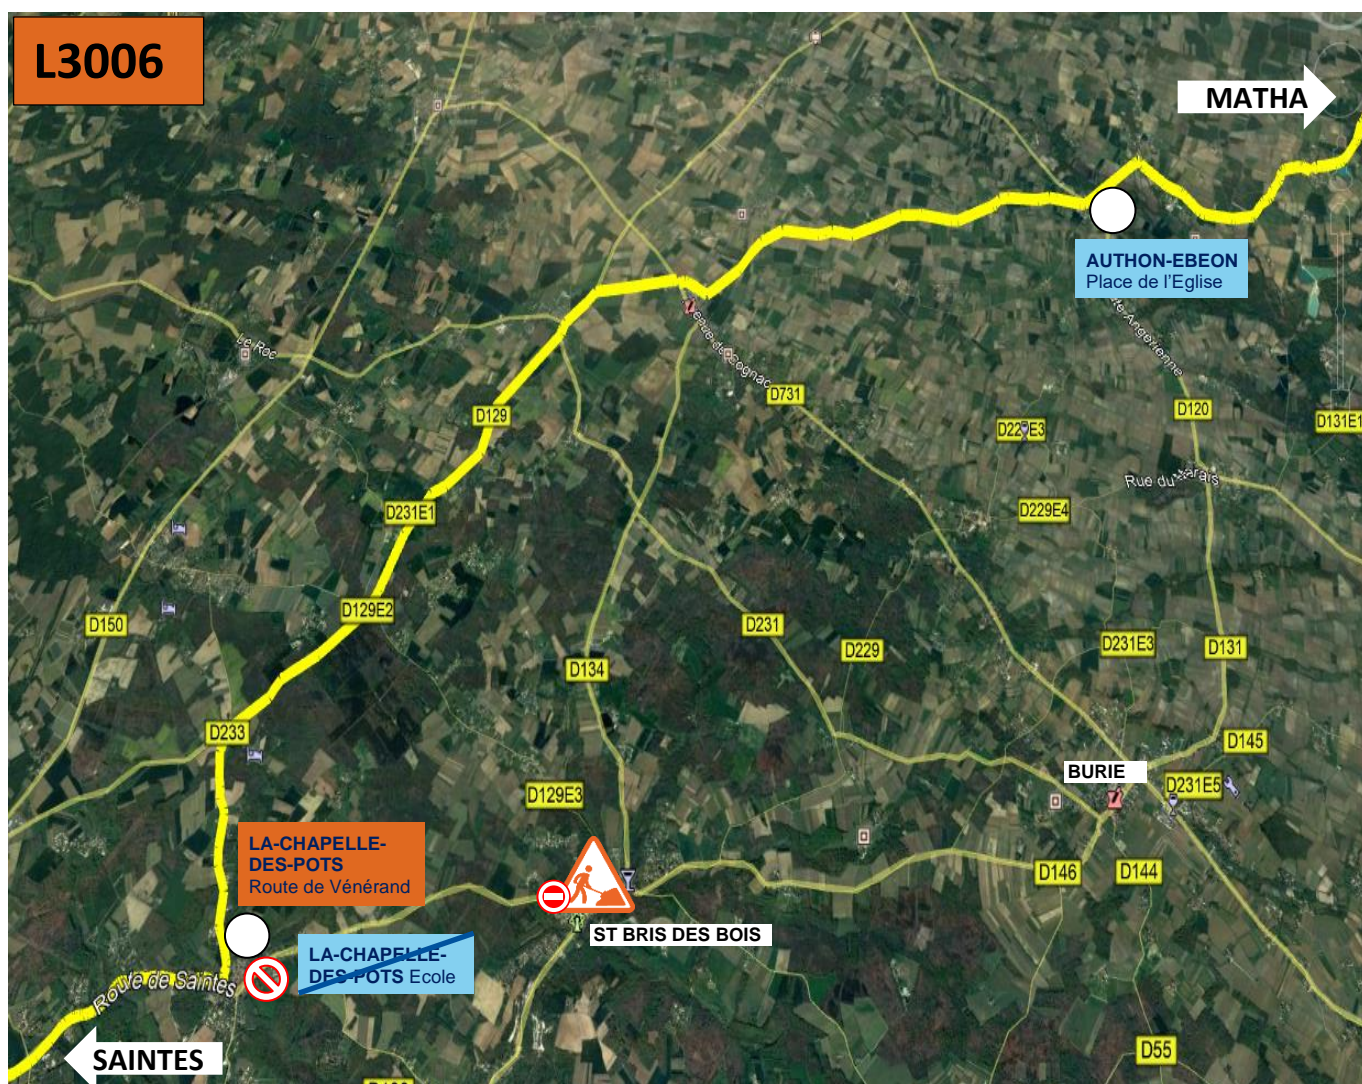 L3006
MATHA
AUTHON-EBEON
Place de l'Eglise
Le Roc
D731
D129
D120
D131E1
Rue du Marais
D231E1
D229E4
D129E2
D150
D231
D229
D231E3
D131
D134
D233
D145
BURIE
D231E5
D129E3
LA-CHAPELLE-
DES-POTS
Route de Vénérand
D146
D144
ST BRIS DES BOIS
LA-CHAPELLE-
DES-POTS Ecole
Route de Saintes
SAINTES
D55